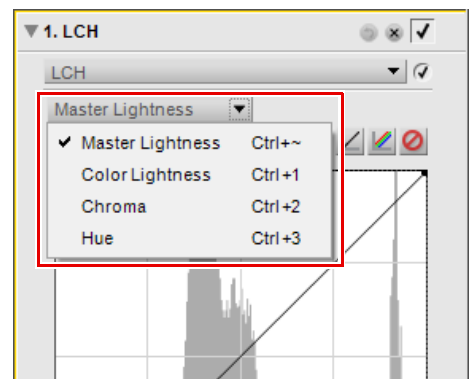 1. LCH
LCH
Master Lightness
Master Lightness Ctrl+~
Color Lightness Ctrl+1
Chroma Ctrl+2
Hue Ctrl+3